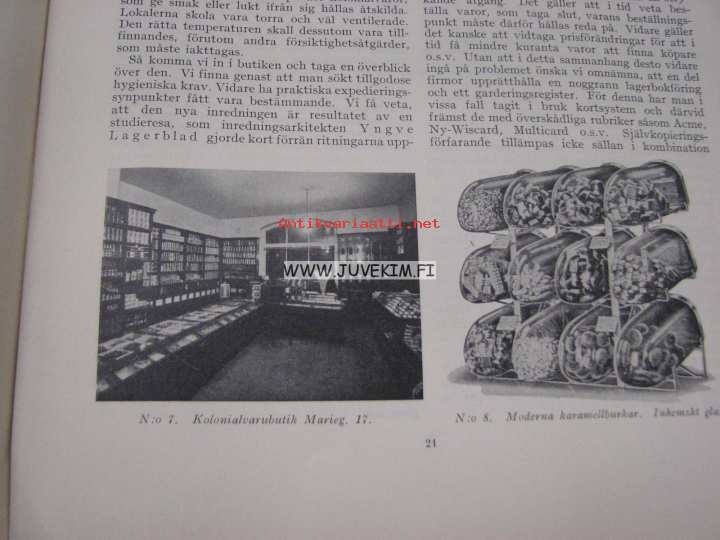 som ge smak eller lukt ifrån sig hållas åtskilda.
Lokalerna skola vara torra och väl ventilerade.
Den rätta temperaturen skall dessutom vara till-
finnandes, förutom andra försiktighetsåtgärder,
som måste iakttagas.
Så komma vi in i butiken och taga en överblick
över den. Vi finna genast att man sökt tillgodose
hygieniska krav. Vidare ha praktiska expedierings-
synpunkter fått vara bestämmande. Vi få veta,
att den nya inredningen är resultatet av en
studieresa, som inredningsarkitekten Yngve
Lagerblad gjorde kort förrän ritningarna upp-
kande åtgång. Det gäller att i tid veta bes-
tälla varor, som taga slut, varans beställnings-
punkt måste därför hållas reda på. Vidare gäller
det kanske att vidtaga prisförändringar för att i
tid få mindre kuranta varor att finna köpare
o.s.v. Utan att i detta sammanhang desto vidare
ingå på problemet önska vi omnämna, att en del
firmor upprätthålla en noggrann lagerbokföring
och ett garderingsregister. För denna har man i
vissa fall tagit i bruk kortsystem och därvid
främst de med överskådliga rubriker såsom Acme,
Ny-Wiscard, Multicard o.s.v. Självkopierings-
förfarande tillämpas icke sällan i kombination
Antikvariaatti.net
WWW.JUVEKIM.FI
N:o 7. Kolonialvarubutik Marieg. 17.
N:o 8. Moderna karamellburkar. Inhemskt gla
21